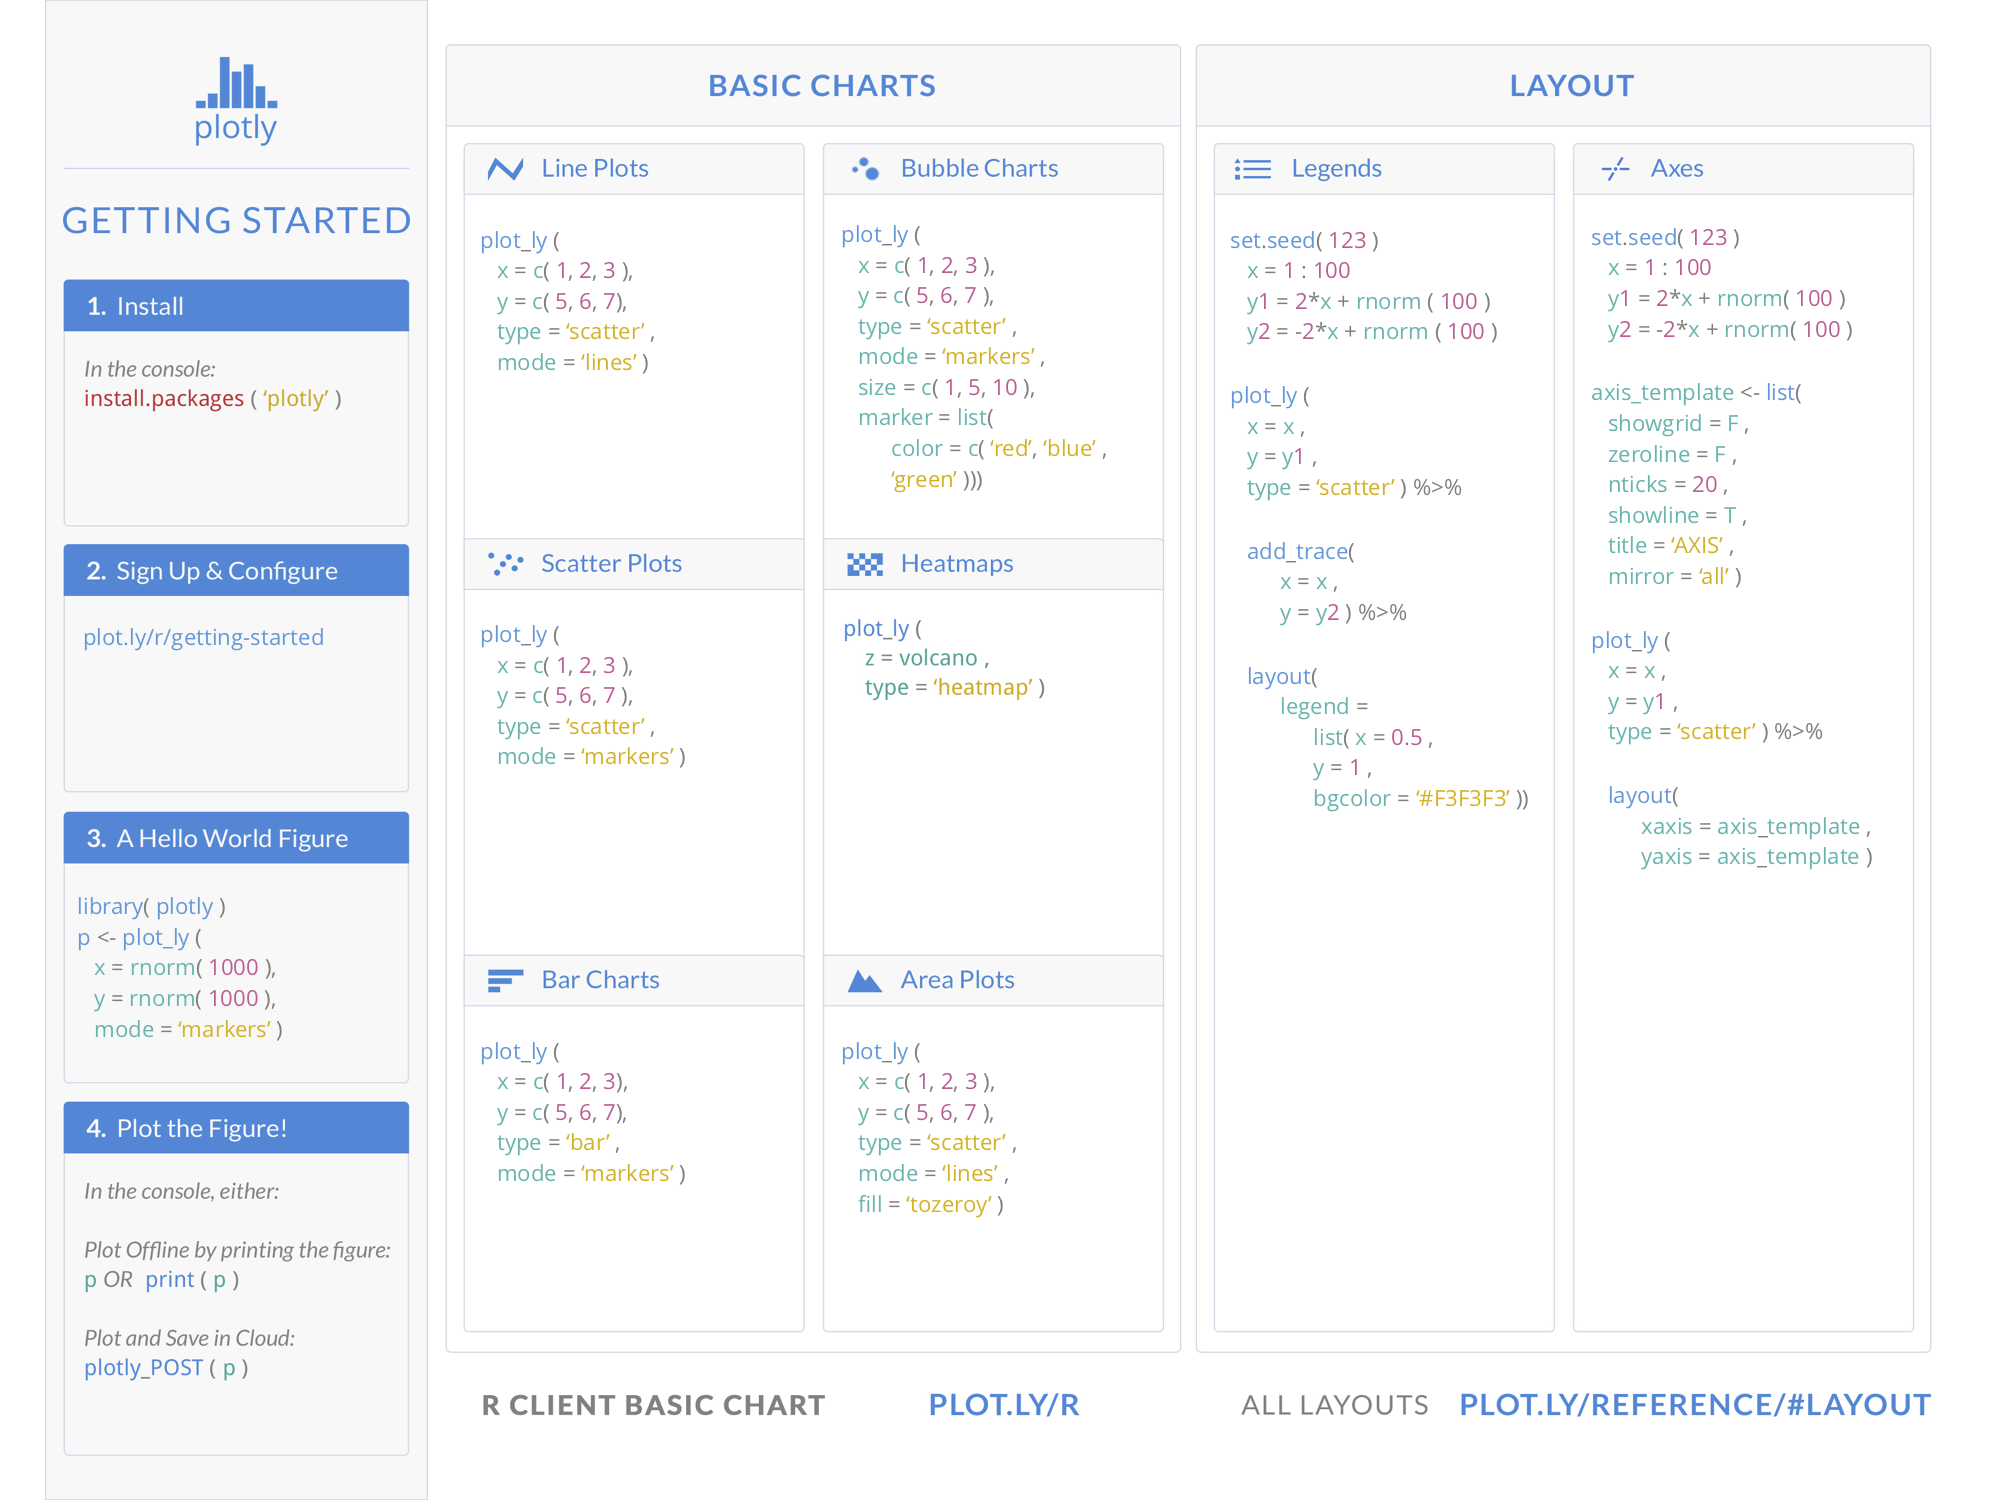 plotly
GETTING STARTED
1. Install
In the console:
install.packages ( ‘plotly’ )
2. Sign Up & Configure
plot.ly/r/getting-started
3. A Hello World Figure
library( plotly )
p <- plot_ly (
x = rnorm( 1000 ),
y = rnorm( 1000 ),
mode = ‘markers’ )
4. Plot the Figure!
In the console, either:
Plot Offline by printing the figure:
p OR print ( p )
Plot and Save in Cloud:
plotly_POST ( p )
BASIC CHARTS
Line Plots
plot_ly (
x = c( 1, 2, 3 ),
y = c( 5, 6, 7),
type = ‘scatter’ ,
mode = ‘lines’ )
Scatter Plots
plot_ly (
x = c( 1, 2, 3 ),
y = c( 5, 6, 7 ),
type = ‘scatter’ ,
mode = ‘markers’ )
Bar Charts
plot_ly (
x = c( 1, 2, 3),
y = c( 5, 6, 7),
type = ‘bar’ ,
mode = ‘markers’ )
Bubble Charts
plot_ly (
x = c( 1, 2, 3 ),
y = c( 5, 6, 7 ),
type = ‘scatter’ ,
mode = ‘markers’ ,
size = c( 1, 5, 10 ),
marker = list(
color = c( ‘red’, ‘blue’ ,
‘green’ )))
Heatmaps
plot_ly (
z = volcano ,
type = ‘heatmap’ )
Area Plots
plot_ly (
x = c( 1, 2, 3 ),
y = c( 5, 6, 7 ),
type = ‘scatter’ ,
mode = ‘lines’ ,
fill = ‘tozeroy’ )
R CLIENT BASIC CHART PLOT.LY/R
LAYOUT
Legends
set.seed( 123 )
x = 1 : 100
y1 = 2*x + rnorm ( 100 )
y2 = -2*x + rnorm ( 100 )
plot_ly (
x = x ,
y = y1 ,
type = ‘scatter’ ) %>%
add_trace(
x = x ,
y = y2 ) %>%
layout(
legend =
list( x = 0.5 ,
y = 1 ,
bgcolor = ‘#F3F3F3’ ))
Axes
set.seed( 123 )
x = 1 : 100
y1 = 2*x + rnorm( 100 )
y2 = -2*x + rnorm( 100 )
axis_template <- list(
showgrid = F ,
zeroline = F ,
nticks = 20 ,
showline = T ,
title = ‘AXIS’ ,
mirror = ‘all’ )
plot_ly (
x = x ,
y = y1 ,
type = ‘scatter’ ) %>%
layout(
xaxis = axis_template ,
yaxis = axis_template )
ALL LAYOUTS PLOT.LY/REFERENCE/#LAYOUT